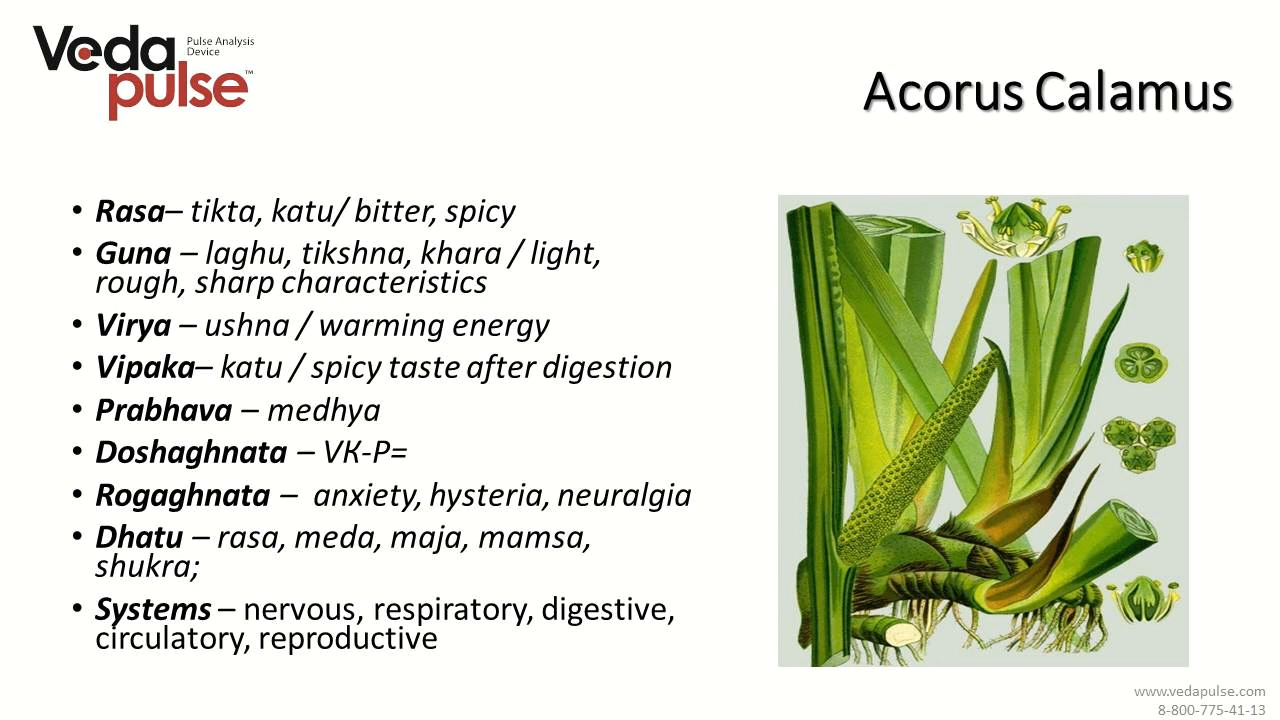 Veda
Pulse Analysis
Device
pulse™
Acorus Calamus
• Rasa– tikta, katu/ bitter, spicy
• Guna – laghu, tikshna, khara / light,
rough, sharp characteristics
• Virya – ushna / warming energy
• Vipaka– katu / spicy taste after digestion
• Prabhava – medhya
• Doshaghnata – VK-P=
• Rogaghnata –  anxiety, hysteria, neuralgia
• Dhatu – rasa, meda, maja, mamsa,
shukra;
• Systems – nervous, respiratory, digestive,
circulatory, reproductive
www.vedapulse.com
8-800-775-41-13